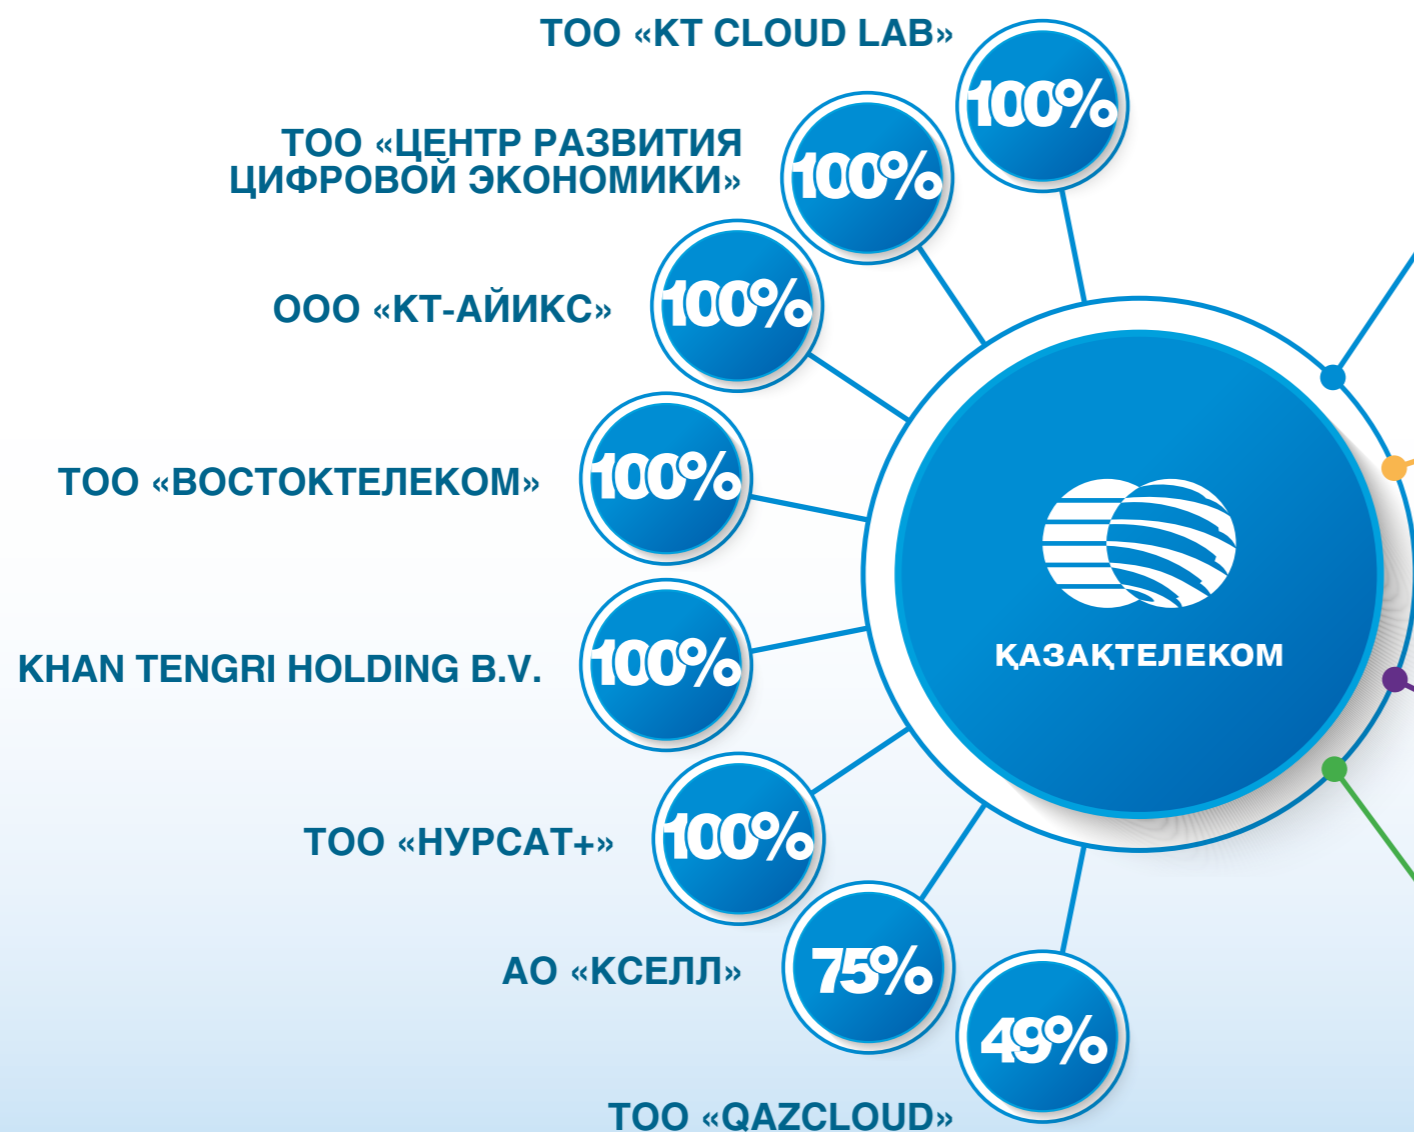 ТОО «KT CLOUD LAB»
100%
ТОО «ЦЕНТР РАЗВИТИЯ
ЦИФРОВОЙ ЭКОНОМИКИ»
100%
ООО «КТ-АЙИКС»
100%
ТОО «ВОСТОКТЕЛЕКОМ»
100%
KHAN TENGRI HOLDING B.V.
100%
ТОО «НУРСАТ+»
100%
АО «КСЕЛЛ»
75%
ТОО «QAZCLOUD»
49%
ҚАЗАҚТЕЛЕКОМ